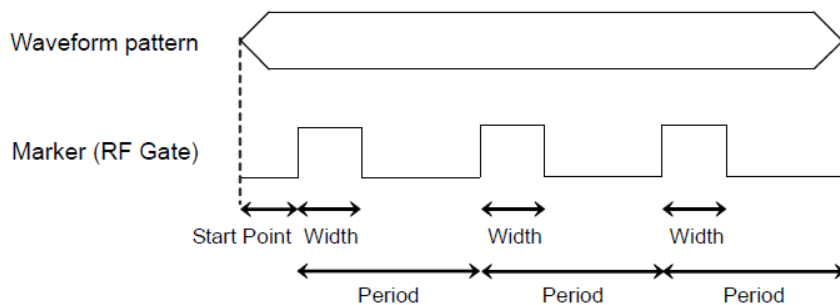 Waveform pattern
Marker (RF Gate)
Start Point Width Width Width
Period Period Period